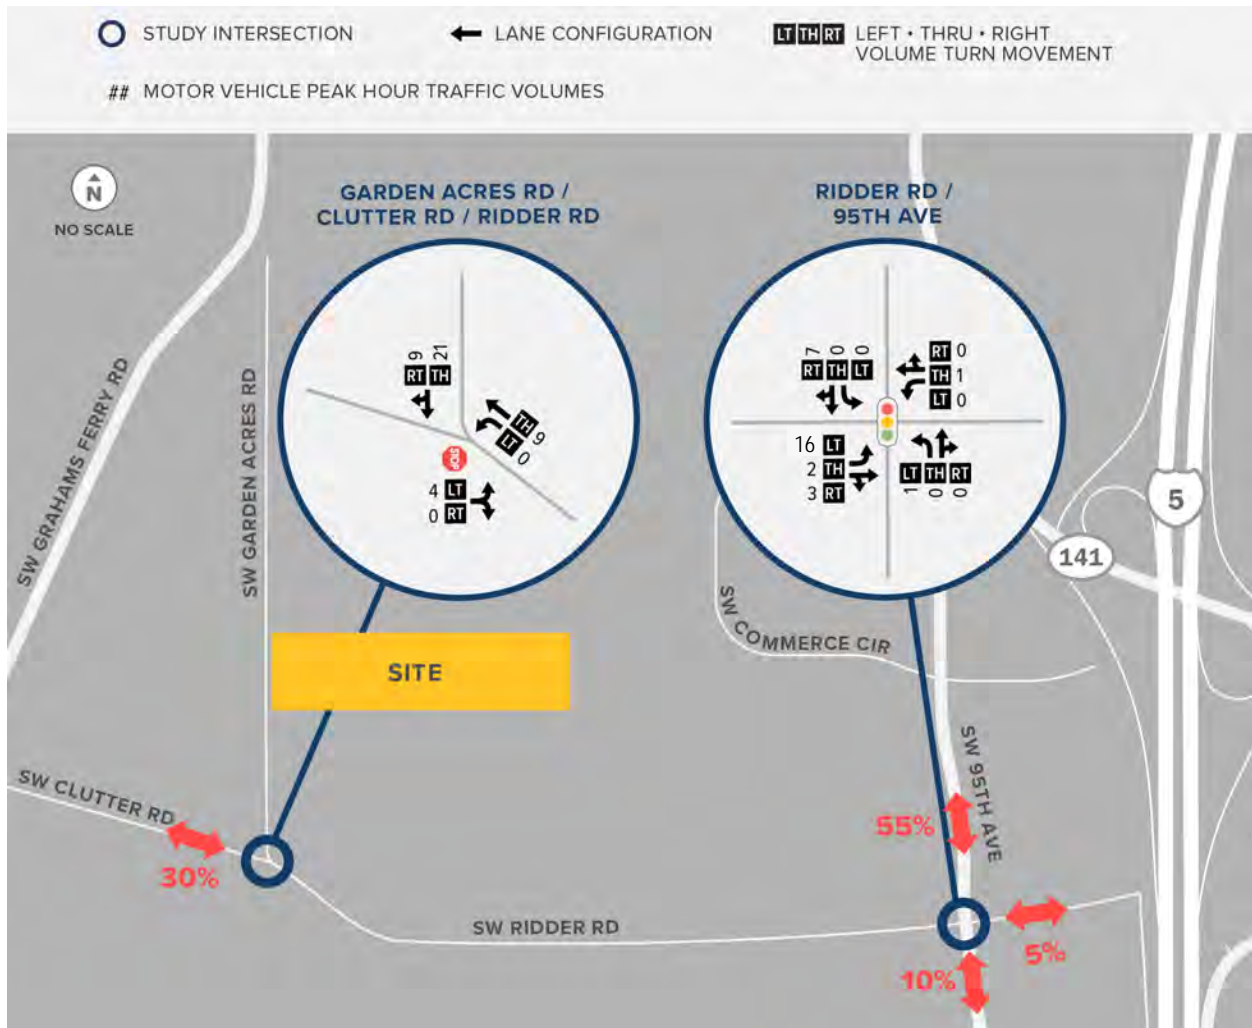 STUDY INTERSECTION
LANE CONFIGURATION
LT TH RT LEFT • THRU • RIGHT
VOLUME TURN MOVEMENT
## MOTOR VEHICLE PEAK HOUR TRAFFIC VOLUMES
N
NO SCALE
GARDEN ACRES RD /
CLUTTER RD / RIDDER RD
RIDDER RD /
95TH AVE
9 21
RT TH
TH 9
LT 0
STOP
4 LT
0 RT
7 0 0
RT TH LT
RT 0
TH 1
LT 0
16 LT
2 TH
3 RT
LT TH RT
1 0 0
SW GRAHAMS FERRY RD
SW GARDEN ACRES RD
5
141
SW COMMERCE CIR
SITE
SW 95TH AVE
SW CLUTTER RD
30%
55%
SW RIDDER RD
5%
10%